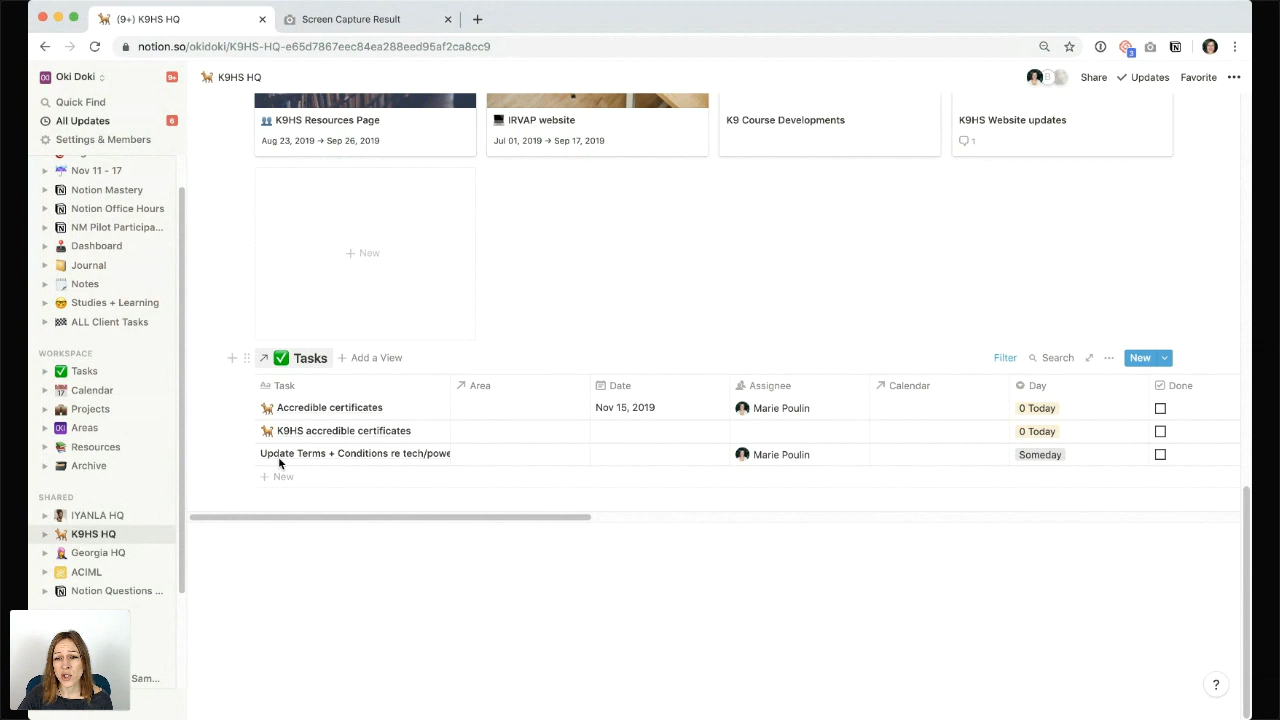 (9+) K9HS HQ
Screen Capture Result
notion.so/okidoki/K9HS-HQ-e65d7867eec84ea288eed95af2ca8cc9
3
Oki Doki
9+
K9HS HQ
Share
Updates
Favorite
Quick Find
All Updates
6
Settings & Members
Nov 11 - 17
Notion Mastery
Notion Office Hours
NM Pilot Participa...
Dashboard
Journal
Notes
Studies + Learning
ALL Client Tasks
WORKSPACE
Tasks
Calendar
Projects
Areas
Resources
Archive
SHARED
IYANLA HQ
K9HS HQ
Georgia HQ
ACIML
Notion Questions ...
Sam...
K9HS Resources Page
Aug 23, 2019 → Sep 26, 2019
IRVAP website
Jul 01, 2019 → Sep 17, 2019
K9 Course Developments
K9HS Website updates
1
+ New
Tasks
+ Add a View
Filter
Search
New
Task
Area
Date
Assignee
Calendar
Day
Done
Accredible certificates
Nov 15, 2019
Marie Poulin
0 Today
K9HS accredible certificates
0 Today
Update Terms + Conditions re tech/powe
Marie Poulin
Someday
+ New
?